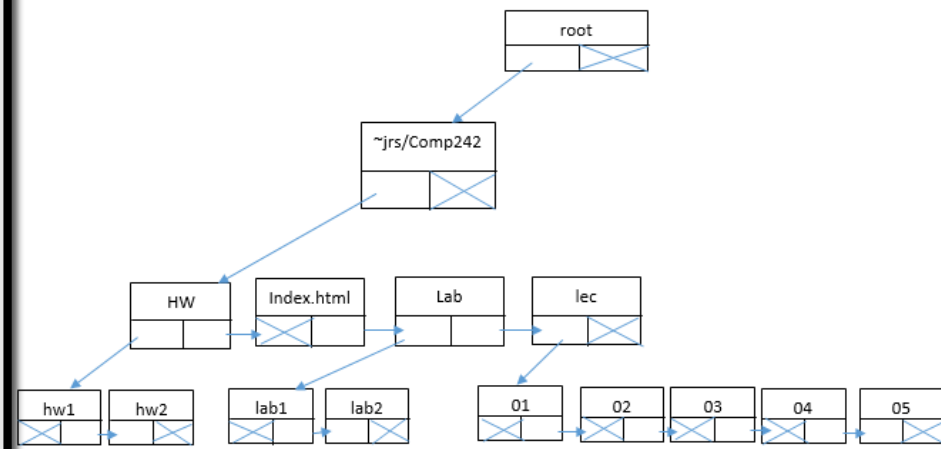 root
~jrs/Comp242
HW
Index.html
Lab
lec
hw1
hw2
lab1
lab2
01
02
03
04
05